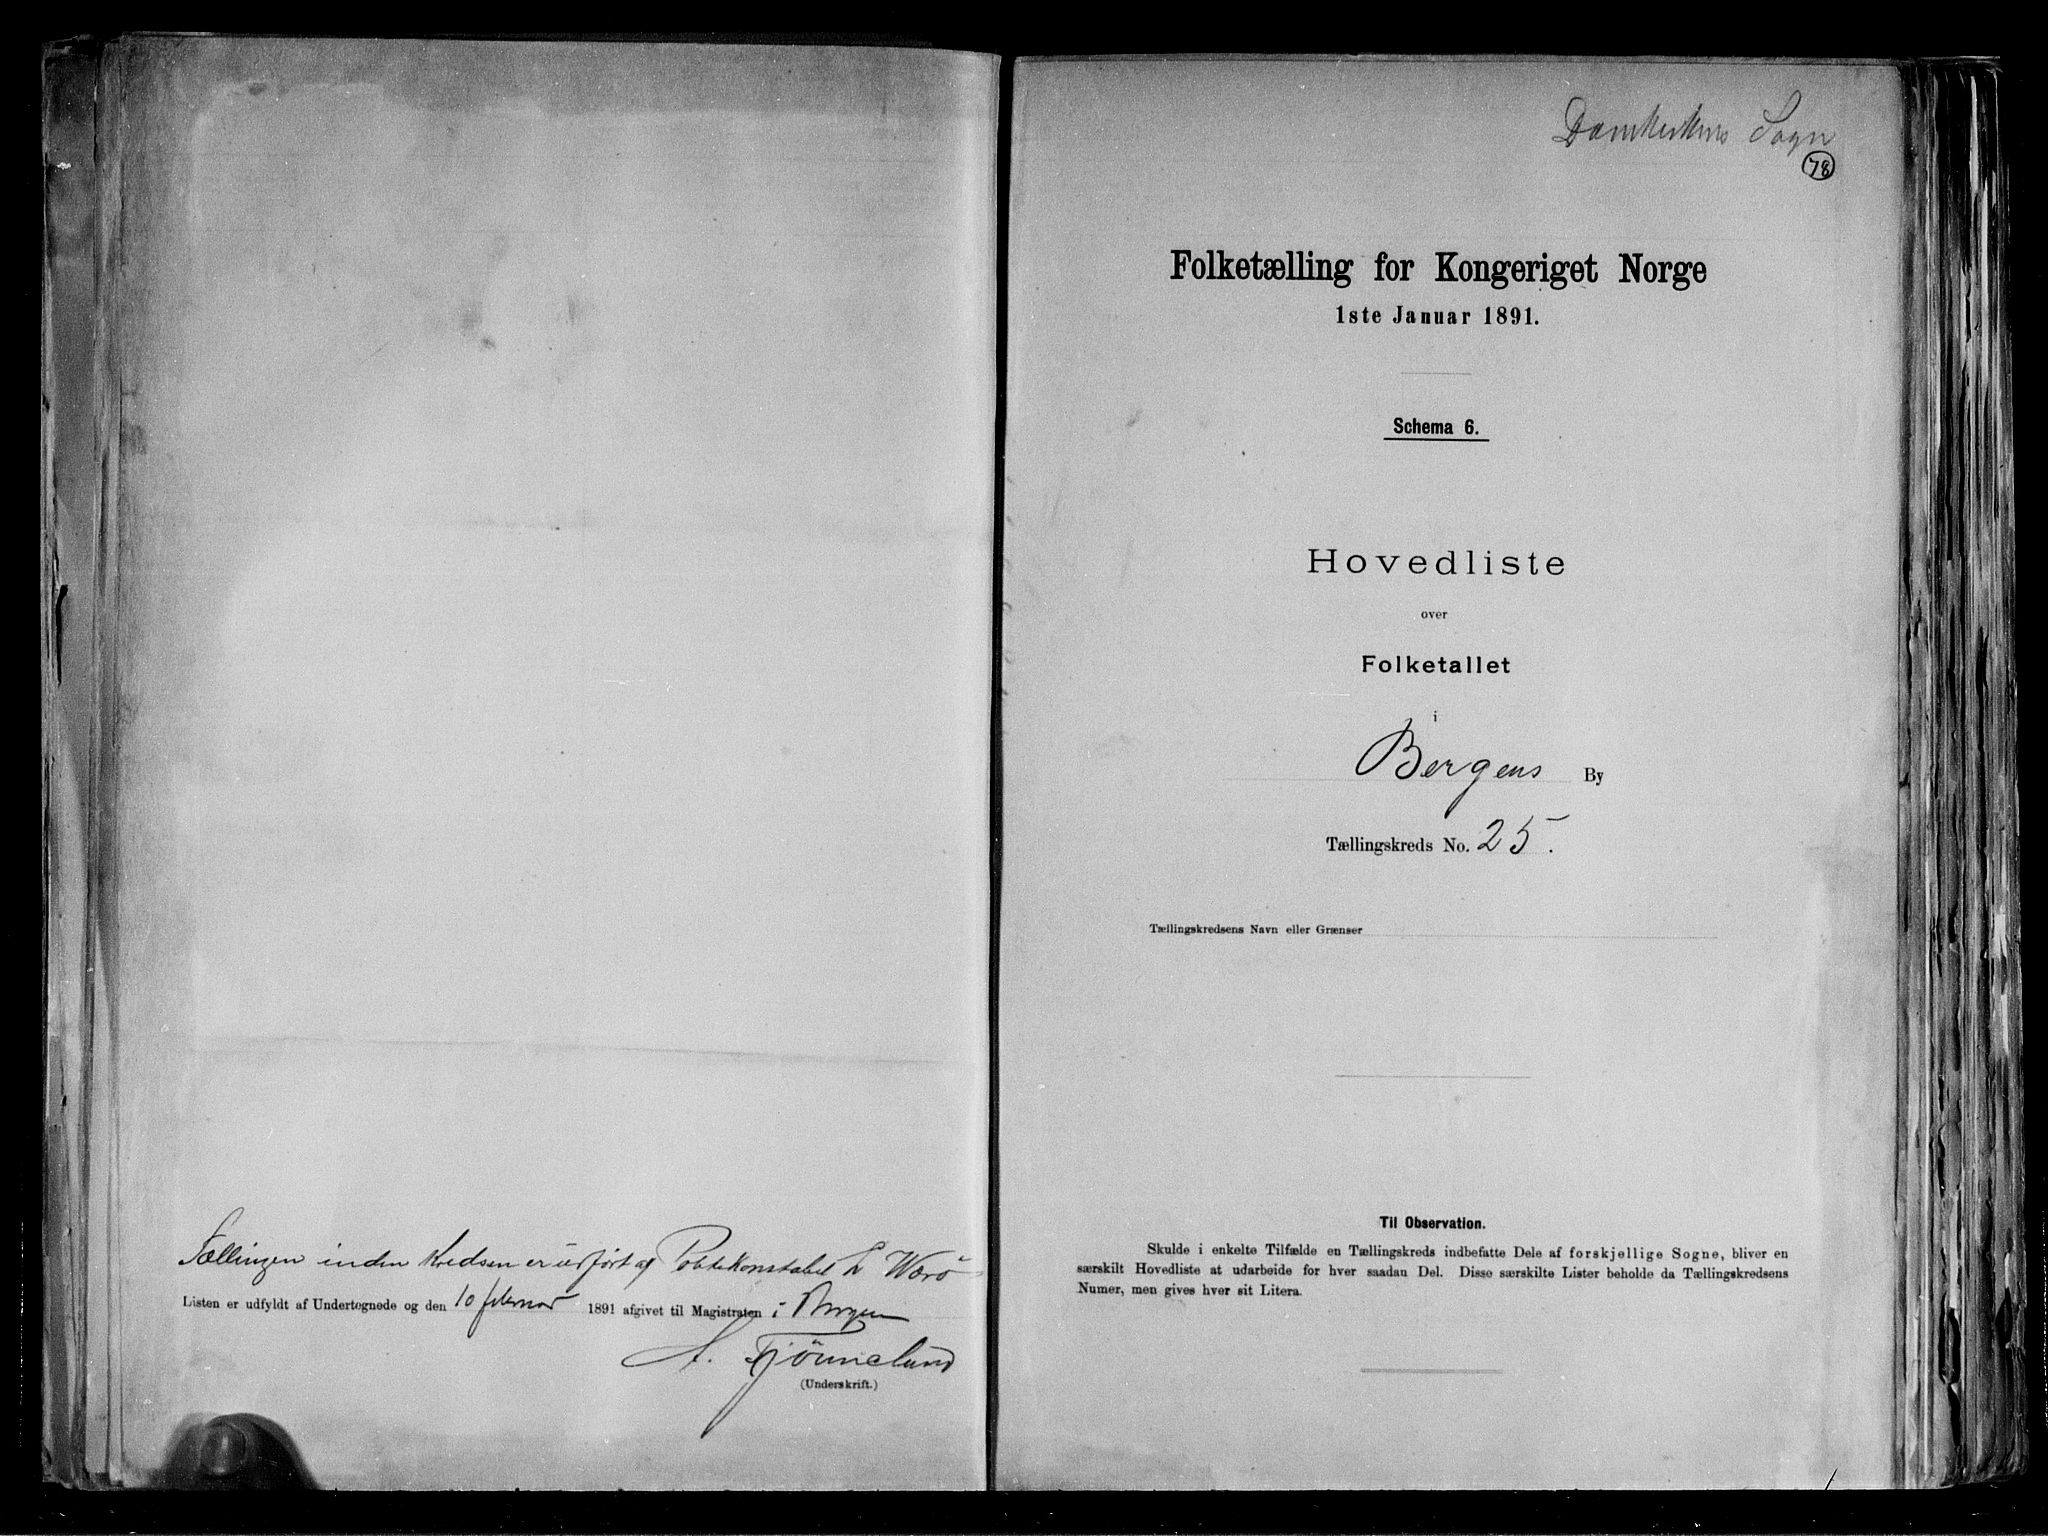 Tællingen inden Kredsen er udført af Politikonstabel L Werö
Listen er udfyldt af Undertegnede og den 10 februar 1891 afgivet til Magistraten i Bergen
A. Tjönnelund
(Underskrift.)
Domkirkens Sogn
78
Folketælling for Kongeriget Norge
1ste Januar 1891.
Schema 6.
Hovedliste
over
Folketallet
i
Bergens By
Tællingskreds No. 25.
Tællingskredsens Navn eller Grænser
Til Observation.
Skulde i enkelte Tilfælde en Tællingskreds indbefatte Dele af forskjellige Sogne, bliver en
særskilt Hovedliste at udarbeide for hver saadan Del. Disse særskilte Lister beholde da Tællingskredsens
Numer, men gives hver sit Litera.